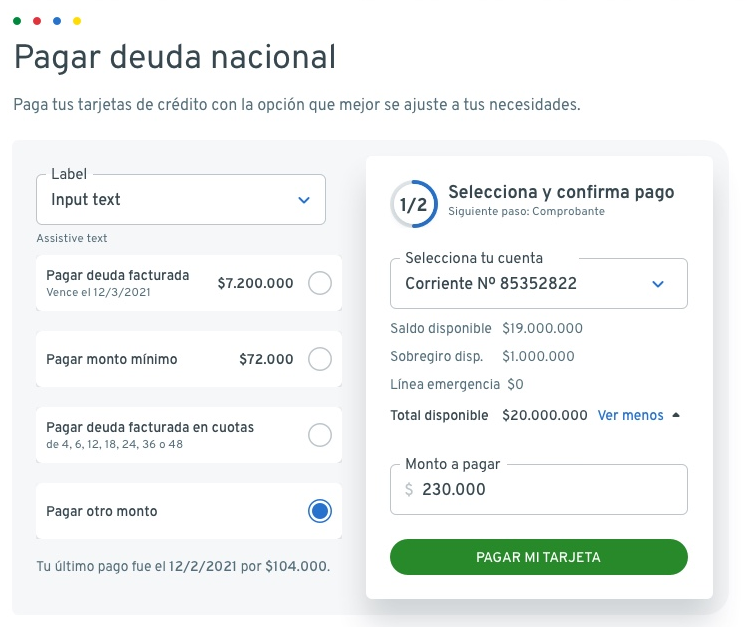 Pagar deuda nacional
Paga tus tarjetas de crédito con la opción que mejor se ajuste a tus necesidades.
Label
Input text
Assistive text
Pagar deuda facturada
Vence el 12/3/2021
$7.200.000
Pagar monto mínimo
$72.000
Pagar deuda facturada en cuotas
de 4, 6, 12, 18, 24, 36 o 48
Pagar otro monto
Tu último pago fue el 12/2/2021 por $104.000.
1/2
Selecciona y confirma pago
Siguiente paso: Comprobante
Selecciona tu cuenta
Corriente Nº 85352822
Saldo disponible $19.000.000
Sobregiro disp. $1.000.000
Línea emergencia $0
Total disponible $20.000.000 Ver menos
Monto a pagar
$ 230.000
PAGAR MI TARJETA